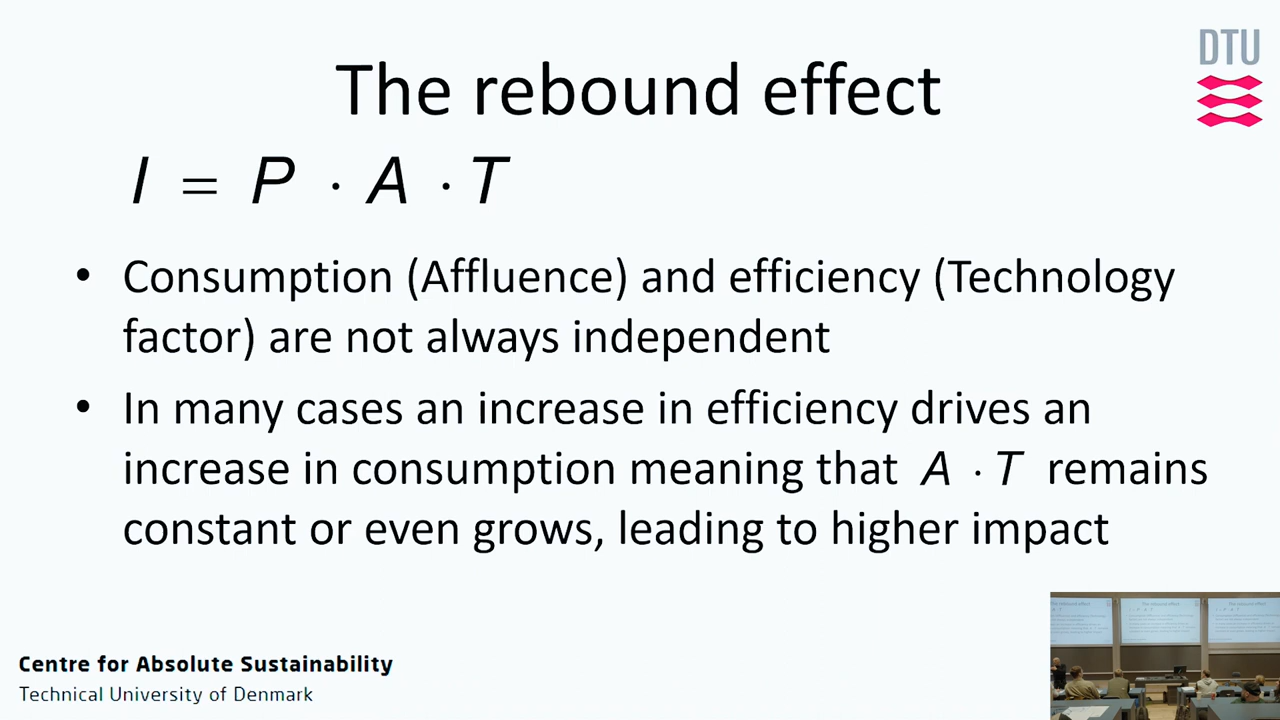 DTU
The rebound effect
I = P · A · T
• Consumption (Affluence) and efficiency (Technology
factor) are not always independent
• In many cases an increase in efficiency drives an
increase in consumption meaning that A · T remains
constant or even grows, leading to higher impact
Centre for Absolute Sustainability
Technical University of Denmark